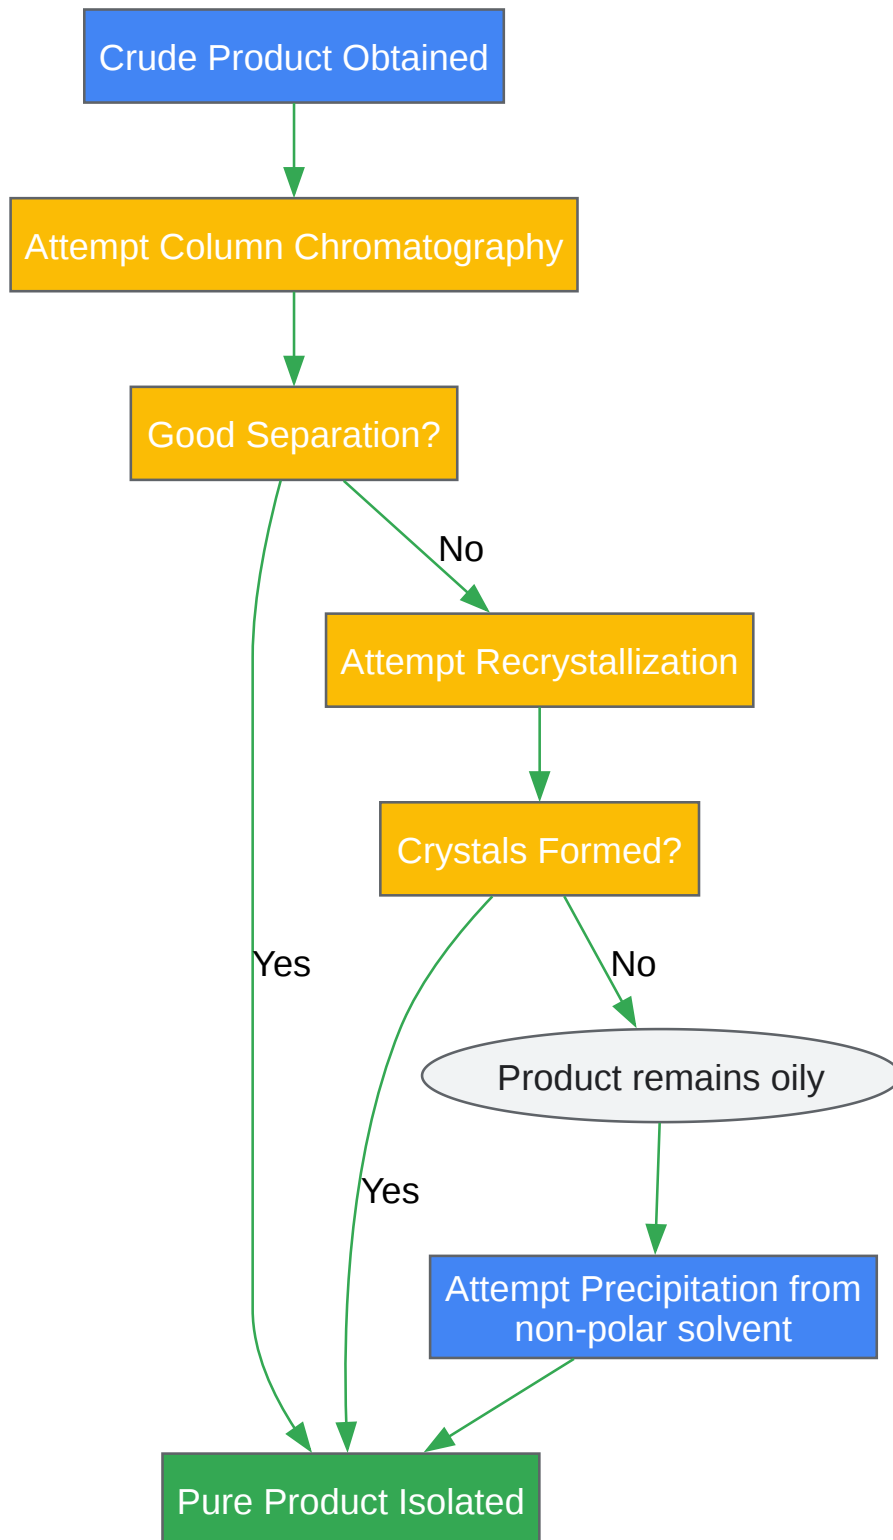 Crude Product Obtained
Attempt Column Chromatography
Good Separation?
No
Attempt Recrystallization
Crystals Formed?
Yes
No
Product remains oily
Yes
Attempt Precipitation from
non-polar solvent
Pure Product Isolated